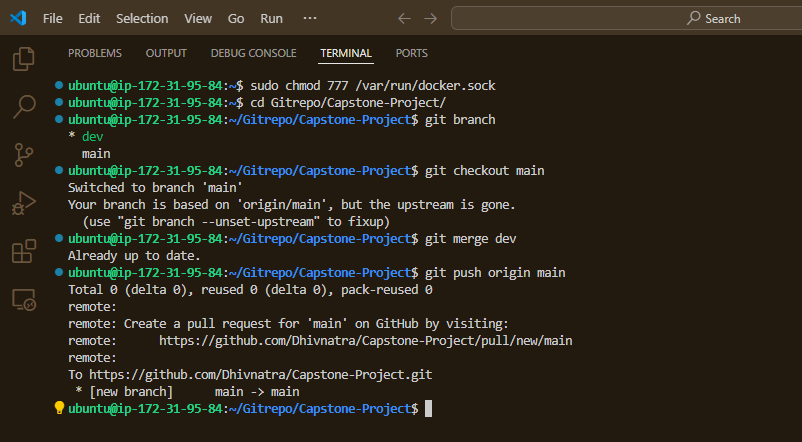 File Edit Selection View Go Run ··· ← → Search
PROBLEMS OUTPUT DEBUG CONSOLE TERMINAL PORTS
ubuntu@ip-172-31-95-84:~$ sudo chmod 777 /var/run/docker.sock
ubuntu@ip-172-31-95-84:~$ cd Gitrepo/Capstone-Project/
ubuntu@ip-172-31-95-84:~/Gitrepo/Capstone-Project$ git branch
* dev
  main
ubuntu@ip-172-31-95-84:~/Gitrepo/Capstone-Project$ git checkout main
Switched to branch 'main'
Your branch is based on 'origin/main', but the upstream is gone.
  (use "git branch --unset-upstream" to fixup)
ubuntu@ip-172-31-95-84:~/Gitrepo/Capstone-Project$ git merge dev
Already up to date.
ubuntu@ip-172-31-95-84:~/Gitrepo/Capstone-Project$ git push origin main
Total 0 (delta 0), reused 0 (delta 0), pack-reused 0
remote:
remote: Create a pull request for 'main' on GitHub by visiting:
remote:      https://github.com/Dhivnatra/Capstone-Project/pull/new/main
remote:
To https://github.com/Dhivnatra/Capstone-Project.git
 * [new branch]      main -> main
ubuntu@ip-172-31-95-84:~/Gitrepo/Capstone-Project$